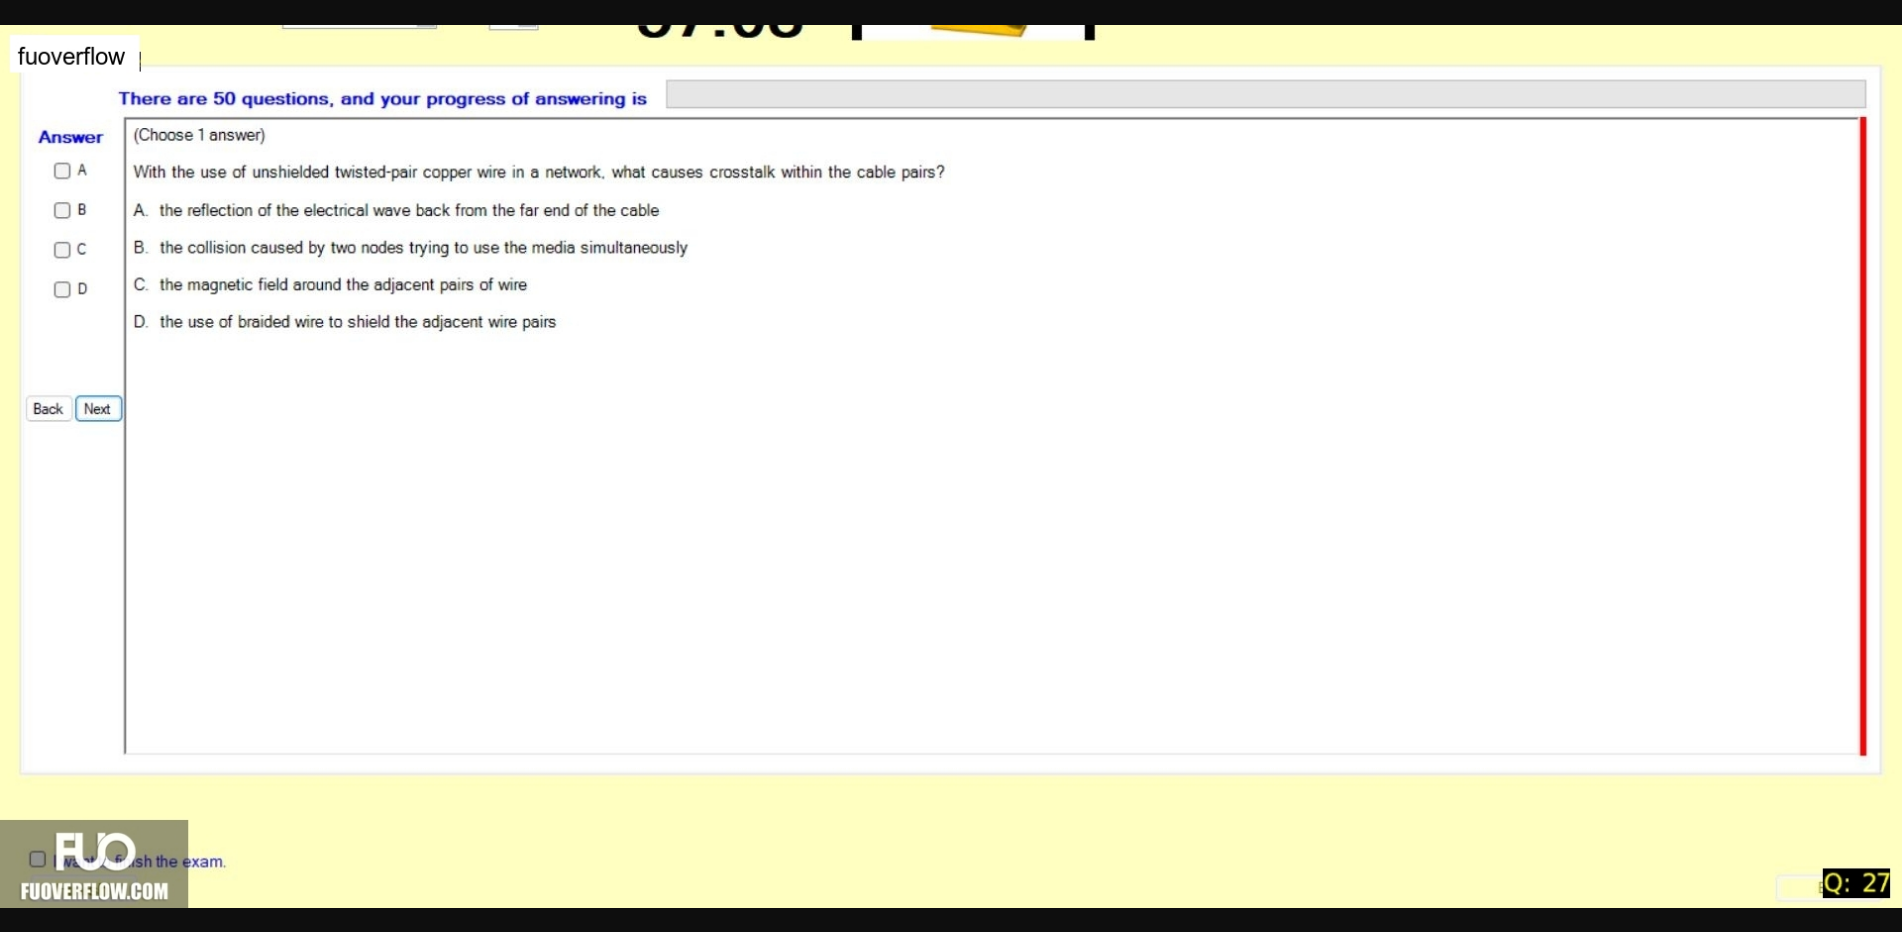 fuoverflow
There are 50 questions, and your progress of answering is
Answer
(Choose 1 answer)
A
With the use of unshielded twisted-pair copper wire in a network, what causes crosstalk within the cable pairs?
B
A. the reflection of the electrical wave back from the far end of the cable
C
B. the collision caused by two nodes trying to use the media simultaneously
D
C. the magnetic field around the adjacent pairs of wire
D. the use of braided wire to shield the adjacent wire pairs
Back Next
FUO
finish the exam.
FUOVERFLOW.COM
Q: 27